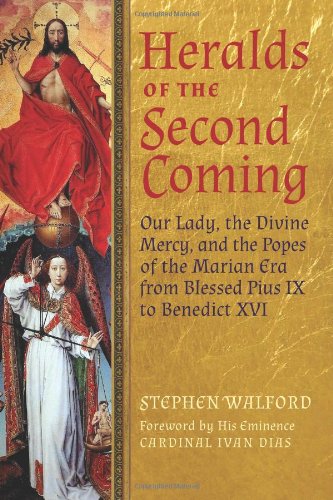 Heralds
OF THE
Second
Coming
Our Lady, the Divine
Mercy, and the Popes
of the Marian Era
from Blessed Pius IX
to Benedict XVI
STEPHEN WALFORD
Foreword by His Eminence
CARDINAL IVAN DIAS